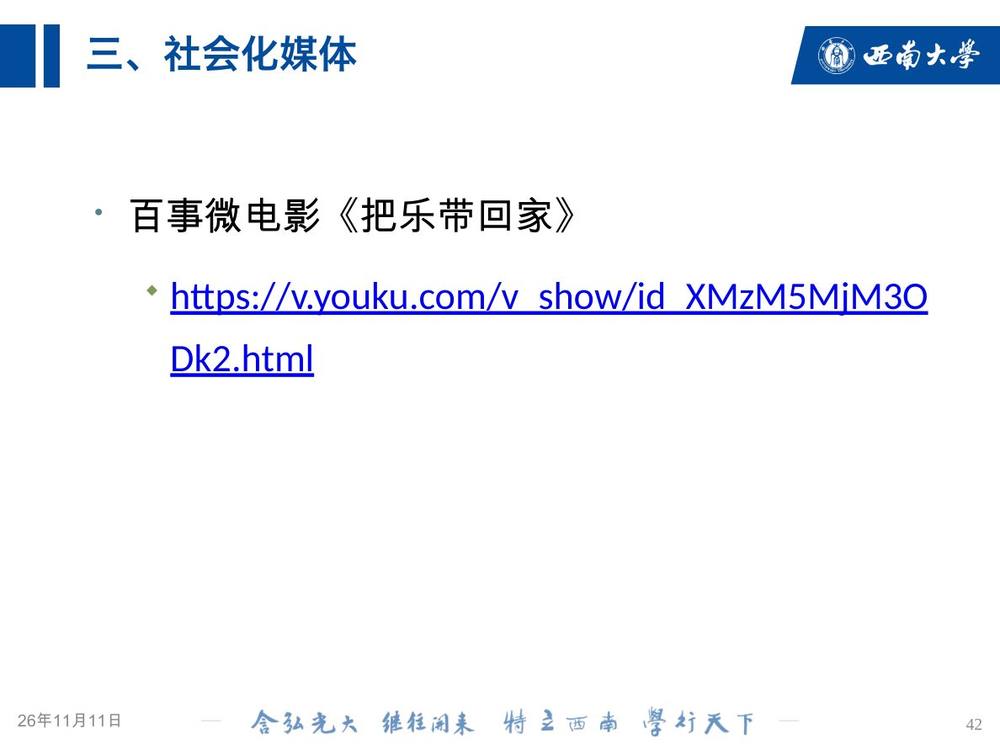 三、社会化媒体
西南大学
• 百事微电影《把乐带回家》
◆ https://v.youku.com/v_show/id_XMzM5MjM3O
Dk2.html
26年11月11日
含弘光大 继往开来 特立西南 学行天下
42